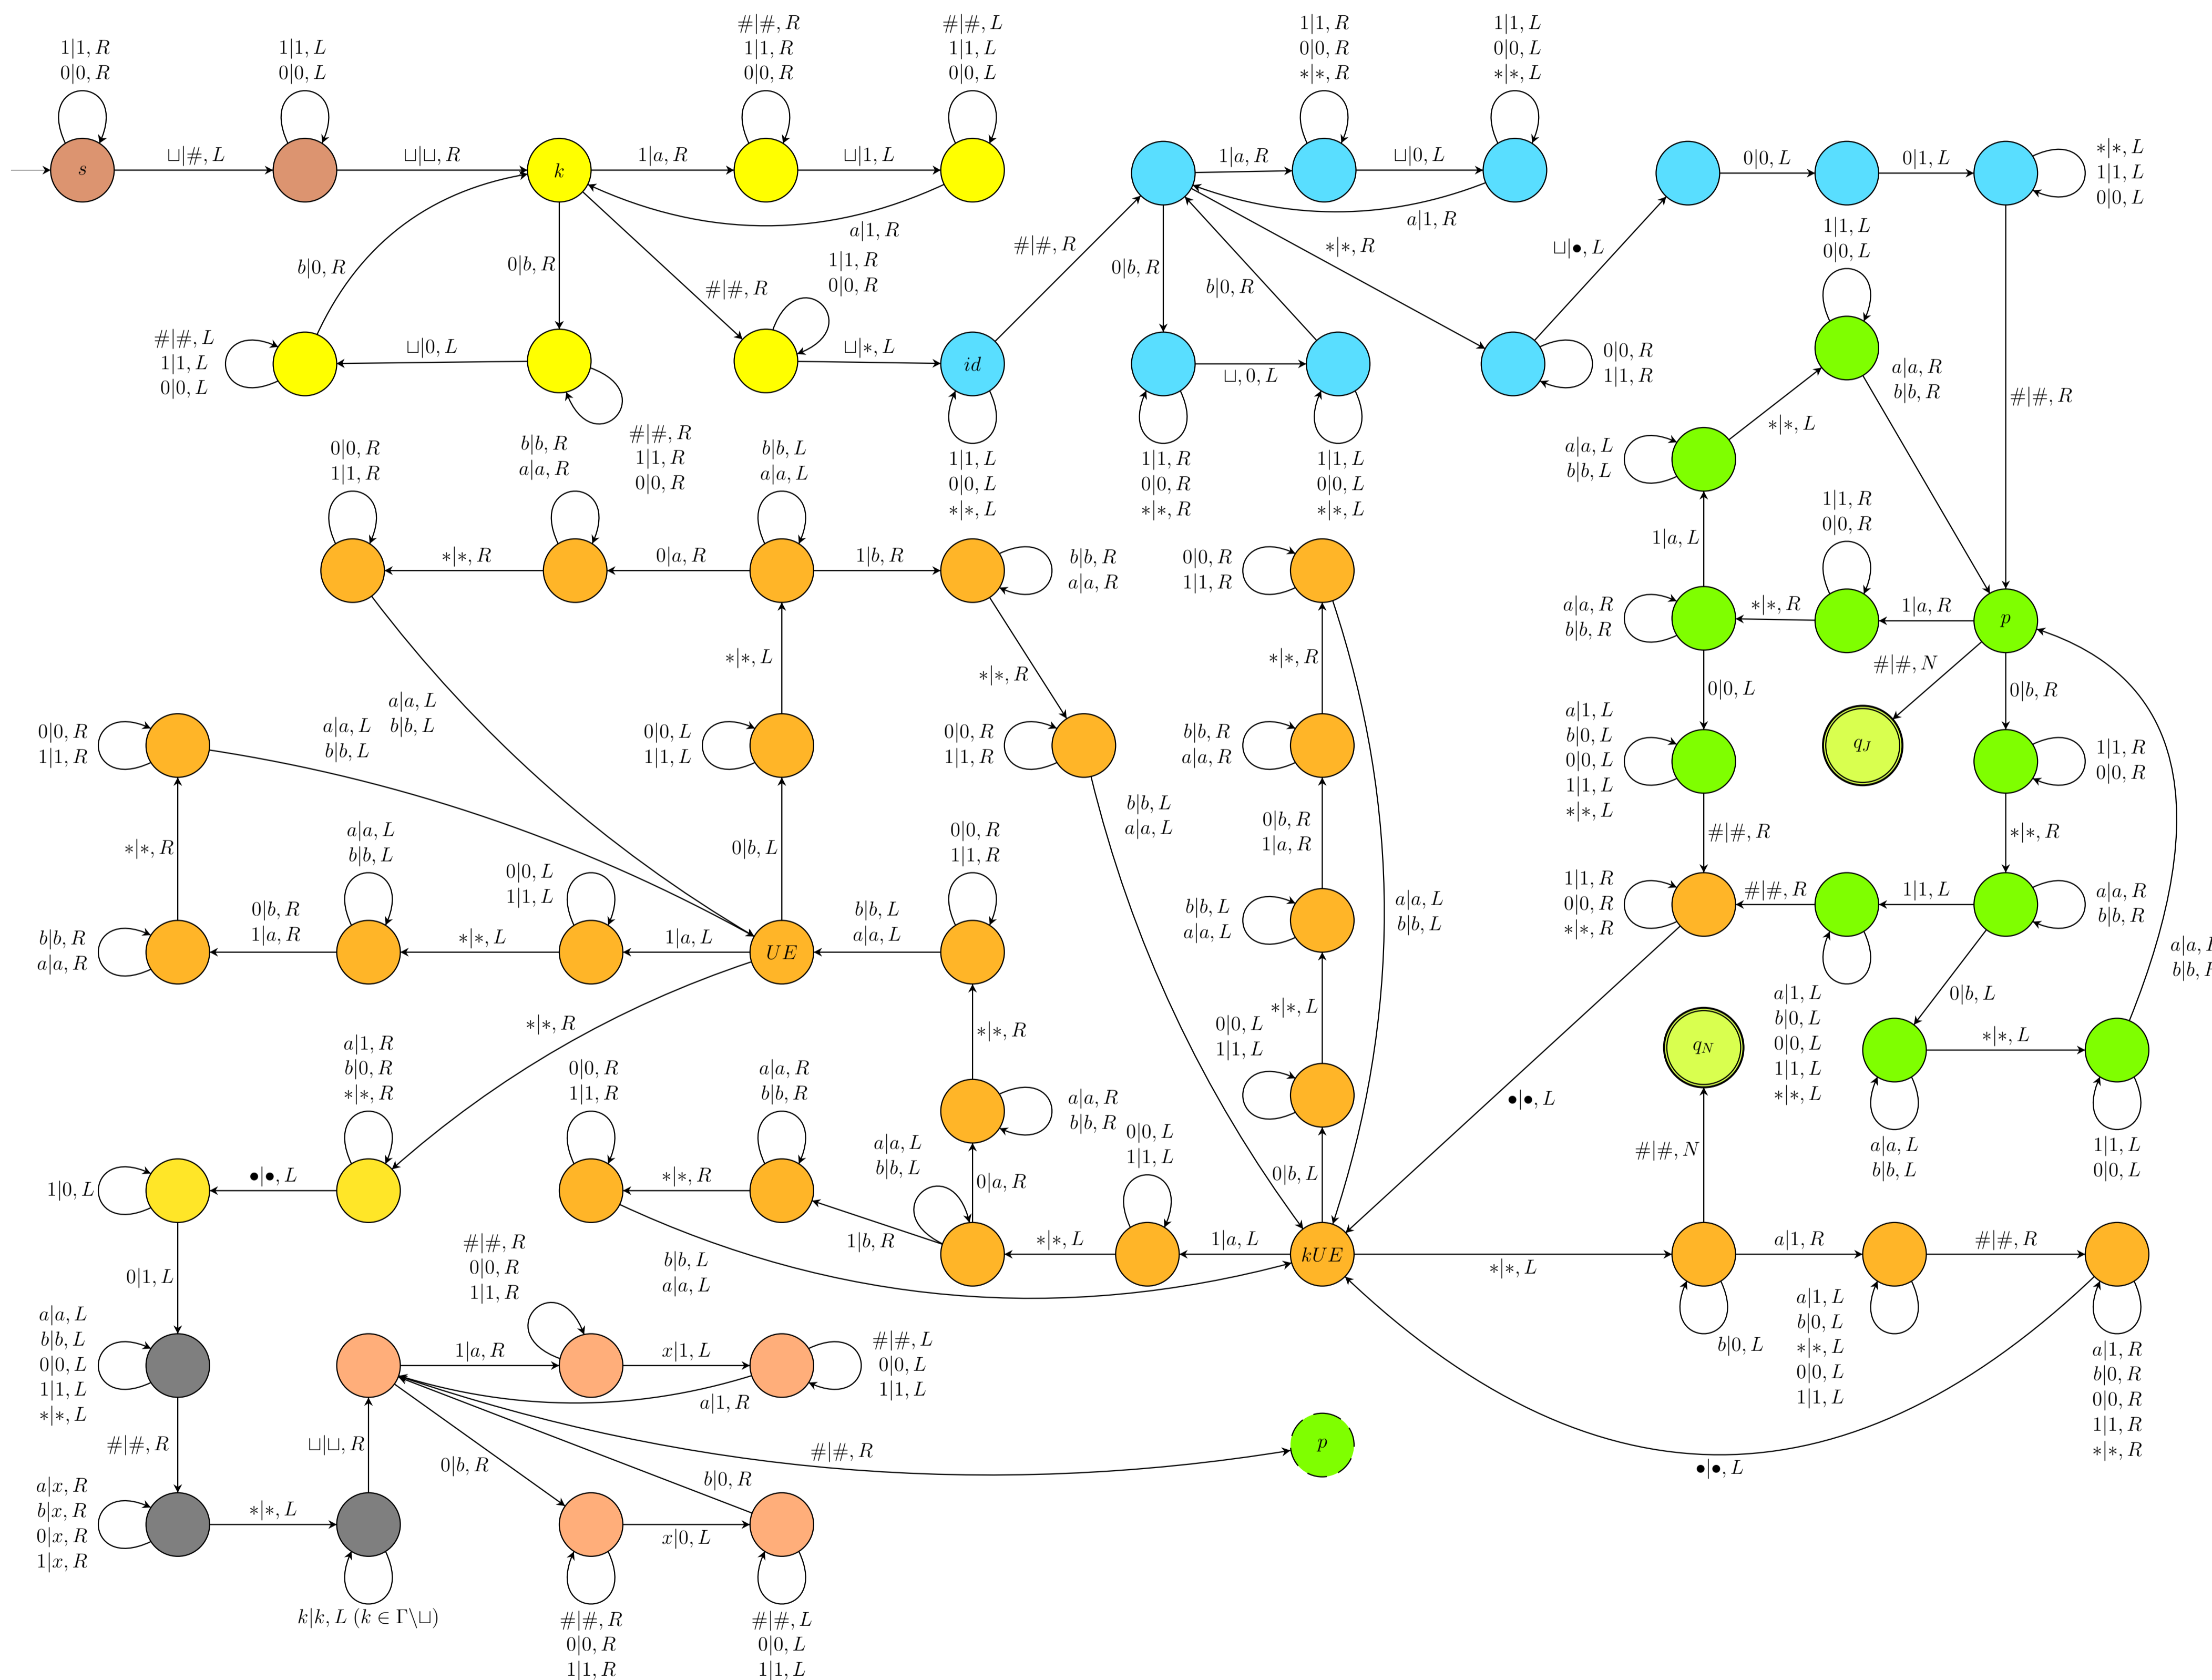 #|#, R
#|#, L
1|1, R
1|1, L
1|1, R
1|1, L
1|1, R
1|1, L
0|0, R
0|0, L
1|1, R
1|1, L
0|0, R
0|0, L
0|0, R
0|0, L
0|0, R
0|0, L
∗|∗, R
∗|∗, L
s
⊔|#, L
⊔|⊔, R
k
1|a, R
⊔|1, L
a|1, R
1|a, R
⊔|0, L
a|1, R
0|0, L
0|1, L
∗|∗, L
1|1, L
0|0, L
b|0, R
0|b, R
#|#, R
1|1, R
0|0, R
#|#, R
0|b, R
b|0, R
∗|∗, R
⊔|•, L
1|1, L
0|0, L
#|#, L
1|1, L
0|0, L
⊔|0, L
#|#, R
1|1, R
0|0, R
⊔|∗, L
id
1|1, L
0|0, L
∗|∗, L
⊔, 0, L
1|1, R
0|0, R
∗|∗, R
1|1, L
0|0, L
∗|∗, L
0|0, R
1|1, R
a|a, R
b|b, R
#|#, R
a|a, L
b|b, L
∗|∗, L
0|0, R
1|1, R
b|b, R
a|a, R
b|b, L
a|a, L
∗|∗, R
0|a, R
1|b, R
b|b, R
a|a, R
0|0, R
1|1, R
1|a, L
1|1, R
0|0, R
a|a, R
b|b, R
∗|∗, R
1|a, R
p
∗|∗, L
∗|∗, R
∗|∗, R
#|#, N
0|0, L
0|b, R
a|a, L
b|b, L
a|a, L
b|b, L
0|0, R
1|1, R
0|0, L
1|1, L
0|0, R
1|1, R
b|b, R
a|a, R
a|1, L
b|0, L
0|0, L
1|1, L
∗|∗, L
q_J
1|1, R
0|0, R
∗|∗, R
a|a, L
b|b, L
0|0, L
1|1, L
0|b, L
0|0, R
1|1, R
b|b, L
a|a, L
0|b, R
1|a, R
#|#, R
∗|∗, R
b|b, R
a|a, R
0|b, R
1|a, R
∗|∗, L
1|a, L
UE
b|b, L
a|a, L
b|b, L
a|a, L
a|a, L
b|b, L
1|1, R
0|0, R
∗|∗, R
#|#, R
1|1, L
a|a, R
b|b, R
∗|∗, R
∗|∗, R
∗|∗, L
0|0, L
1|1, L
q_N
a|1, L
b|0, L
0|0, L
1|1, L
∗|∗, L
0|b, L
∗|∗, L
a|a, L
b|b, L
1|1, L
0|0, L
a|1, R
b|0, R
∗|∗, R
0|0, R
1|1, R
a|a, R
b|b, R
a|a, R
b|b, R
•|•, L
1|0, L
•|•, L
∗|∗, R
a|a, L
b|b, L
0|a, R
0|0, L
1|1, L
0|b, L
#|#, N
0|1, L
#|#, R
0|0, R
1|1, R
b|b, L
a|a, L
1|b, R
∗|∗, L
1|a, L
kUE
∗|∗, L
a|1, R
#|#, R
b|0, L
a|1, L
b|0, L
∗|∗, L
0|0, L
1|1, L
a|1, R
b|0, R
0|0, R
1|1, R
∗|∗, R
a|a, L
b|b, L
0|0, L
1|1, L
∗|∗, L
1|a, R
x|1, L
#|#, L
0|0, L
1|1, L
a|1, R
#|#, R
⊔|⊔, R
0|b, R
b|0, R
#|#, R
p
•|•, L
a|x, R
b|x, R
0|x, R
1|x, R
∗|∗, L
x|0, L
k|k, L (k ∈ Γ\⊔)
#|#, R
0|0, R
1|1, R
#|#, L
0|0, L
1|1, L